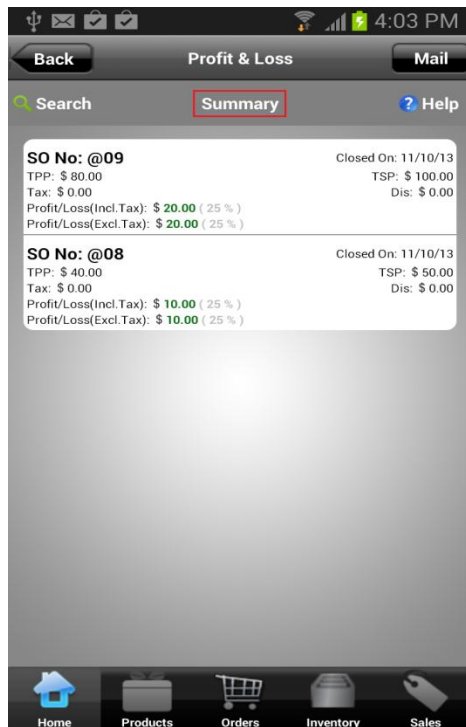 4:03 PM
Back Profit & Loss Mail
Search Summary ? Help
SO No: @09 Closed On: 11/10/13
TPP: $ 80.00 TSP: $ 100.00
Tax: $ 0.00 Dis: $ 0.00
Profit/Loss(Incl.Tax): $ 20.00 ( 25 % )
Profit/Loss(Excl.Tax): $ 20.00 ( 25 % )
SO No: @08 Closed On: 11/10/13
TPP: $ 40.00 TSP: $ 50.00
Tax: $ 0.00 Dis: $ 0.00
Profit/Loss(Incl.Tax): $ 10.00 ( 25 % )
Profit/Loss(Excl.Tax): $ 10.00 ( 25 % )
Home Products Orders Inventory Sales